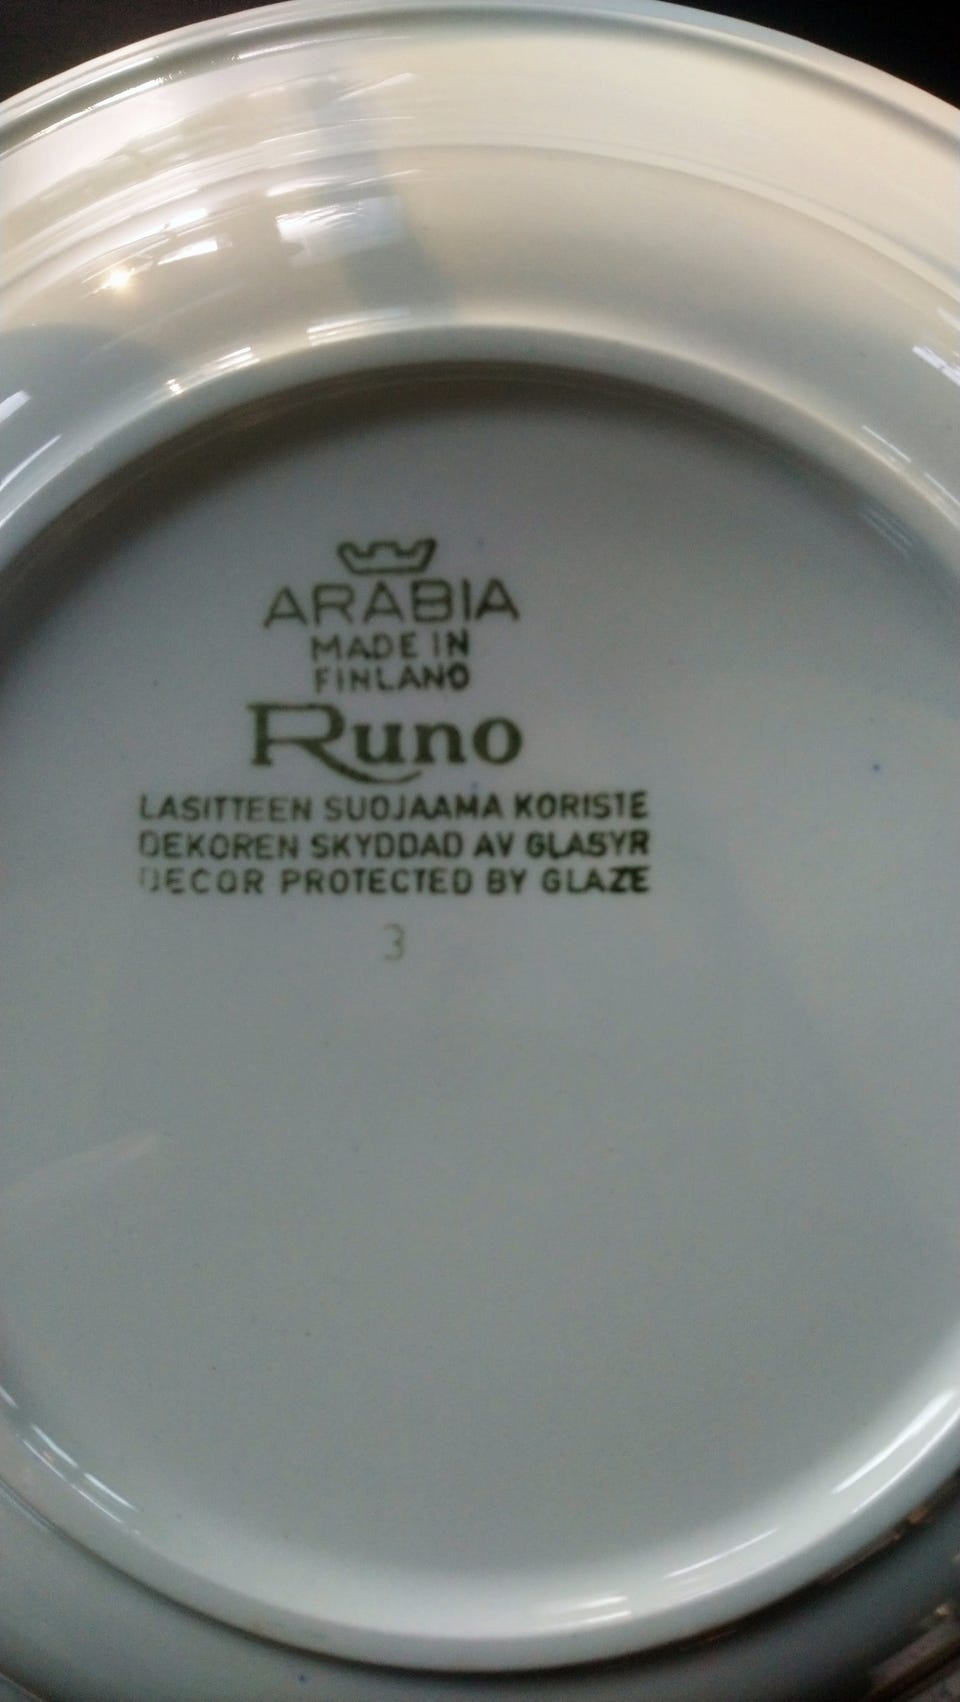 ARABIA
MADE IN
FINLAND
Runo
LASITTEEN SUOJAAMA KORISTE
DEKOREN SKYDDAD AV GLASYR
DECOR PROTECTED BY GLAZE
3